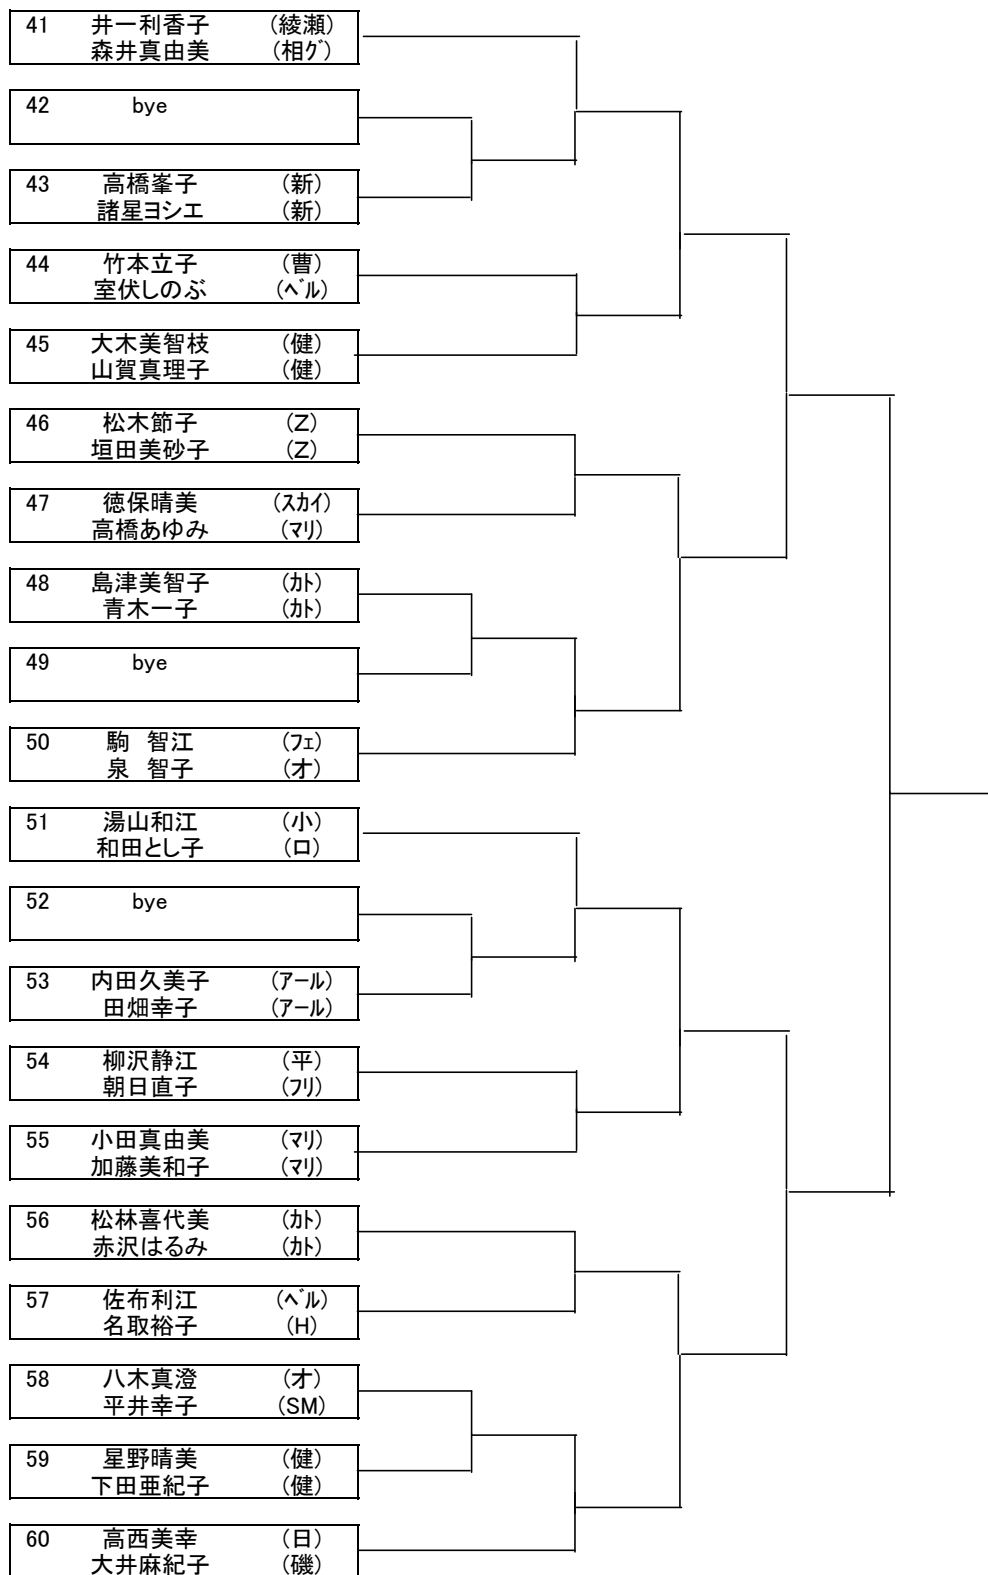 41 井一利香子 (綾瀬)
森井真由美 (相グ)
42 bye
43 高橋峯子 (新)
諸星ヨシエ (新)
44 竹本立子 (曹)
室伏しのぶ (ベル)
45 大木美智枝 (健)
山賀真理子 (健)
46 松木節子 (Z)
垣田美砂子 (Z)
47 徳保晴美 (スカイ)
高橋あゆみ (マリ)
48 島津美智子 (カト)
青木一子 (カト)
49 bye
50 駒 智江 (フェ)
泉 智子 (オ)
51 湯山和江 (小)
和田とし子 (ロ)
52 bye
53 内田久美子 (アール)
田畑幸子 (アール)
54 柳沢静江 (平)
朝日直子 (フリ)
55 小田真由美 (マリ)
加藤美和子 (マリ)
56 松林喜代美 (カト)
赤沢はるみ (カト)
57 佐布利江 (ベル)
名取裕子 (H)
58 八木真澄 (オ)
平井幸子 (SM)
59 星野晴美 (健)
下田亜紀子 (健)
60 高西美幸 (日)
大井麻紀子 (磯)